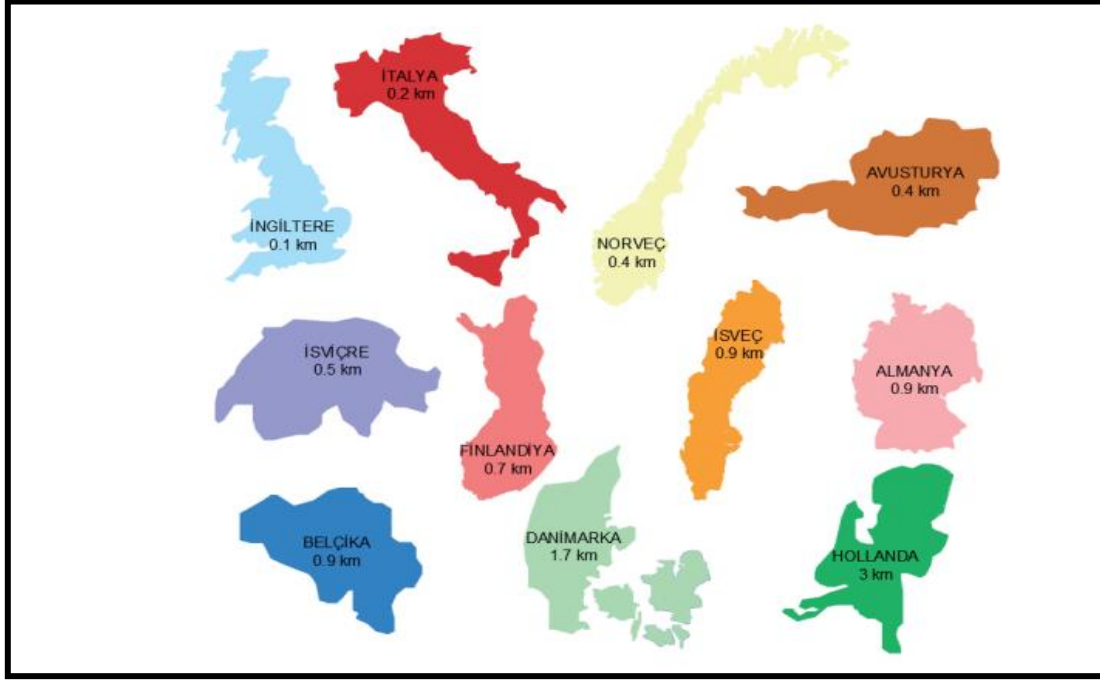 İTALYA
0.2 km
İNGİLTERE
0.1 km
NORVEÇ
0.4 km
AVUSTURYA
0.4 km
İSVİÇRE
0.5 km
FİNLANDİYA
0.7 km
İSVEÇ
0.9 km
ALMANYA
0.9 km
BELÇİKA
0.9 km
DANİMARKA
1.7 km
HOLLANDA
3 km